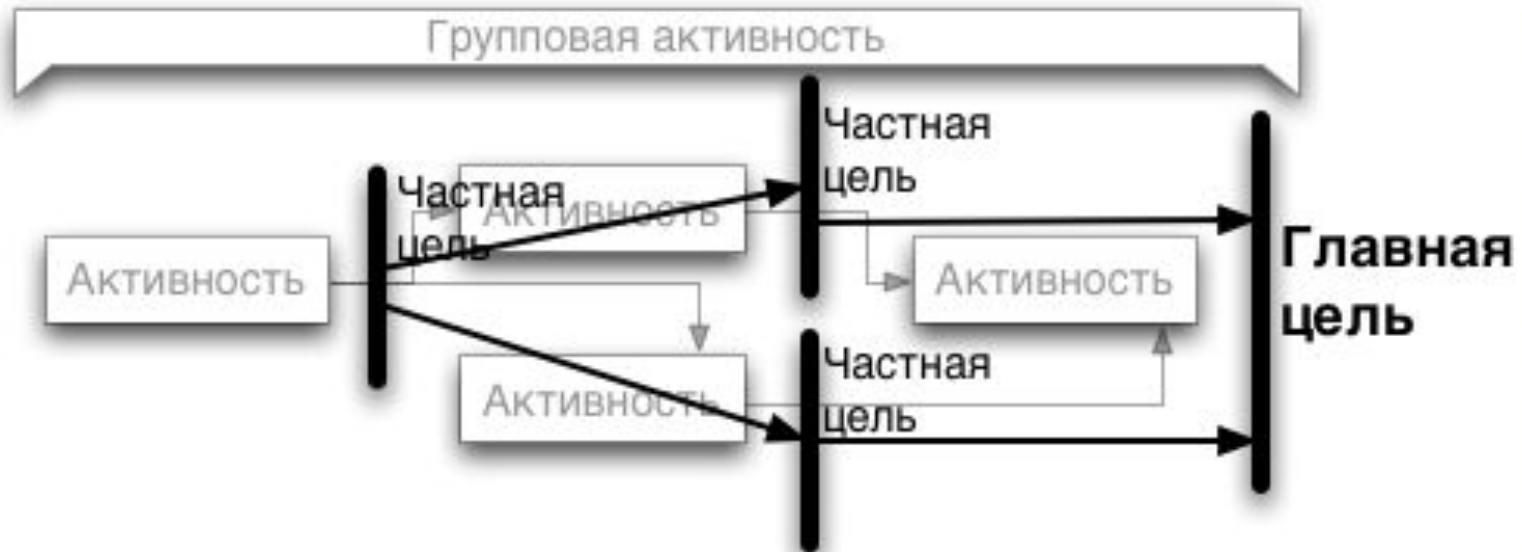 Групповая активность
Частная
цель
Частная
цель
Активность
Активность
Активность
Главная
цель
Частная
цель
Активность